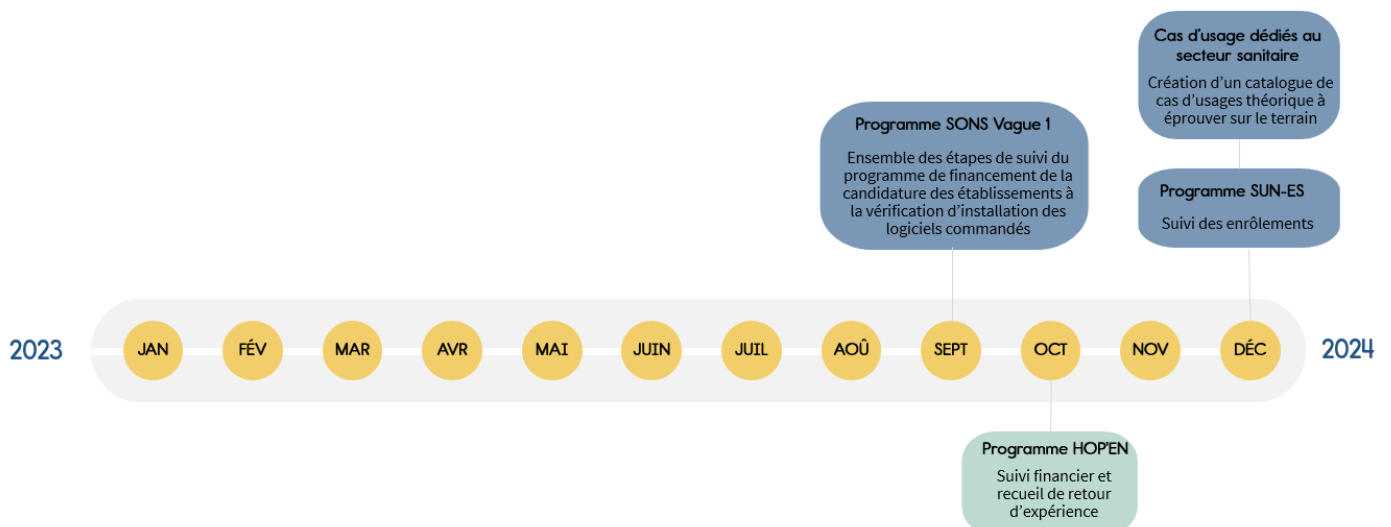 Cas d'usage dédiés au
secteur sanitaire
Création d'un catalogue de
cas d'usages théorique à
éprouver sur le terrain
Programme SONS Vague 1
Ensemble des étapes de suivi du
programme de financement de la
candidature des établissements à
la vérification d'installation des
logiciels commandés
Programme SUN-ES
Suivi des enrôlements
2023
JAN
FÉV
MAR
AVR
MAI
JUIN
JUIL
AOÛ
SEPT
OCT
NOV
DÉC
2024
Programme HOP'EN
Suivi financier et
recueil de retour
d'expérience